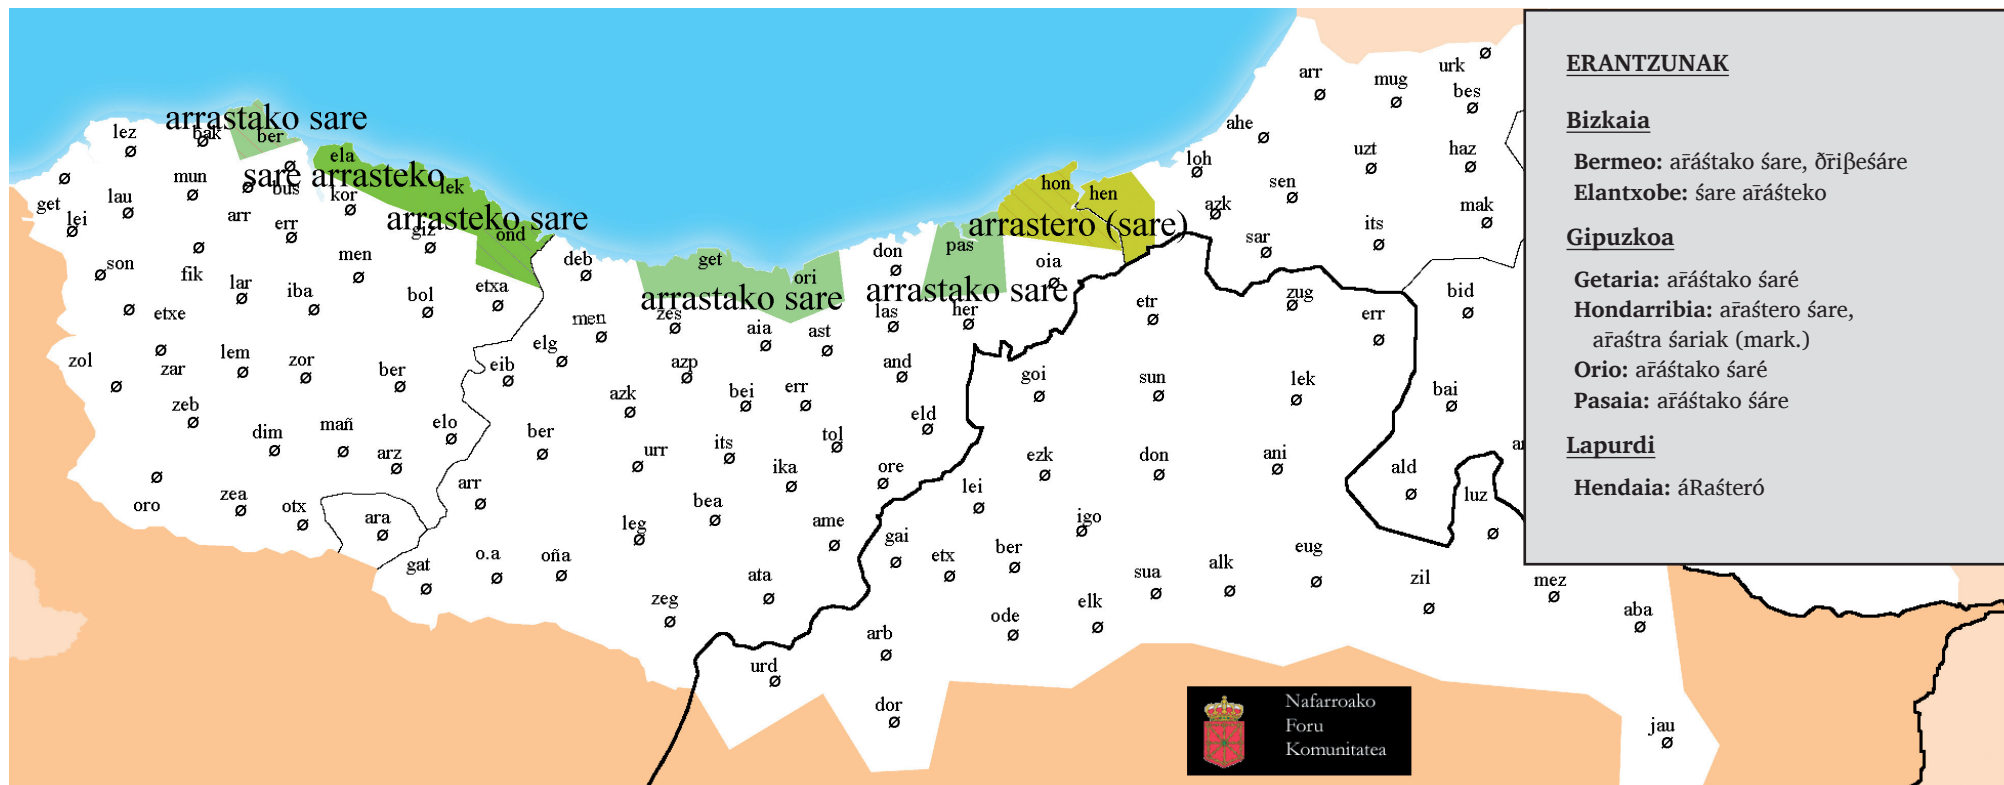 arrastako sare
sare arrasteko
arrasteko sare
arrastako sare
arrastako sare
arrastero (sare)
lez
bak
ber
ela
lek
mun
bus
kor
get
lau
lei
arr
err
giz
ond
son
fik
men
lar
iba
bol
etxa
etxe
zol
zar
lem
zor
ber
zeb
dim
mañ
elo
arz
oro
zea
otx
ara
deb
get
ori
don
pas
hon
hen
oia
men
zes
aia
ast
las
her
elg
eib
azp
and
azk
bei
err
eld
ber
urr
its
tol
ika
ore
arr
bea
leg
ame
gat
o.a
oña
ata
zeg
arr
mug
urk
bes
ahe
loh
uzt
haz
sen
azk
mak
sar
its
etr
zug
err
bid
goi
sun
lek
bai
ezk
don
ani
ald
lei
luz
igo
gai
etx
ber
eug
sua
alk
zil
mez
ode
elk
aba
arb
urd
dor
jau
Nafarroako
Foru
Komunitatea
ERANTZUNAK
Bizkaia
Bermeo: ar̄áśtako śare, ðr̄iβeśáre
Elantxobe: śare ar̄áśteko
Gipuzkoa
Getaria: ar̄áśtako śaré
Hondarribia: ar̄aśtero śare,
ar̄aśtra śariak (mark.)
Orio: ar̄áśtako śaré
Pasaia: ar̄áśtako śáre
Lapurdi
Hendaia: áRaśteró